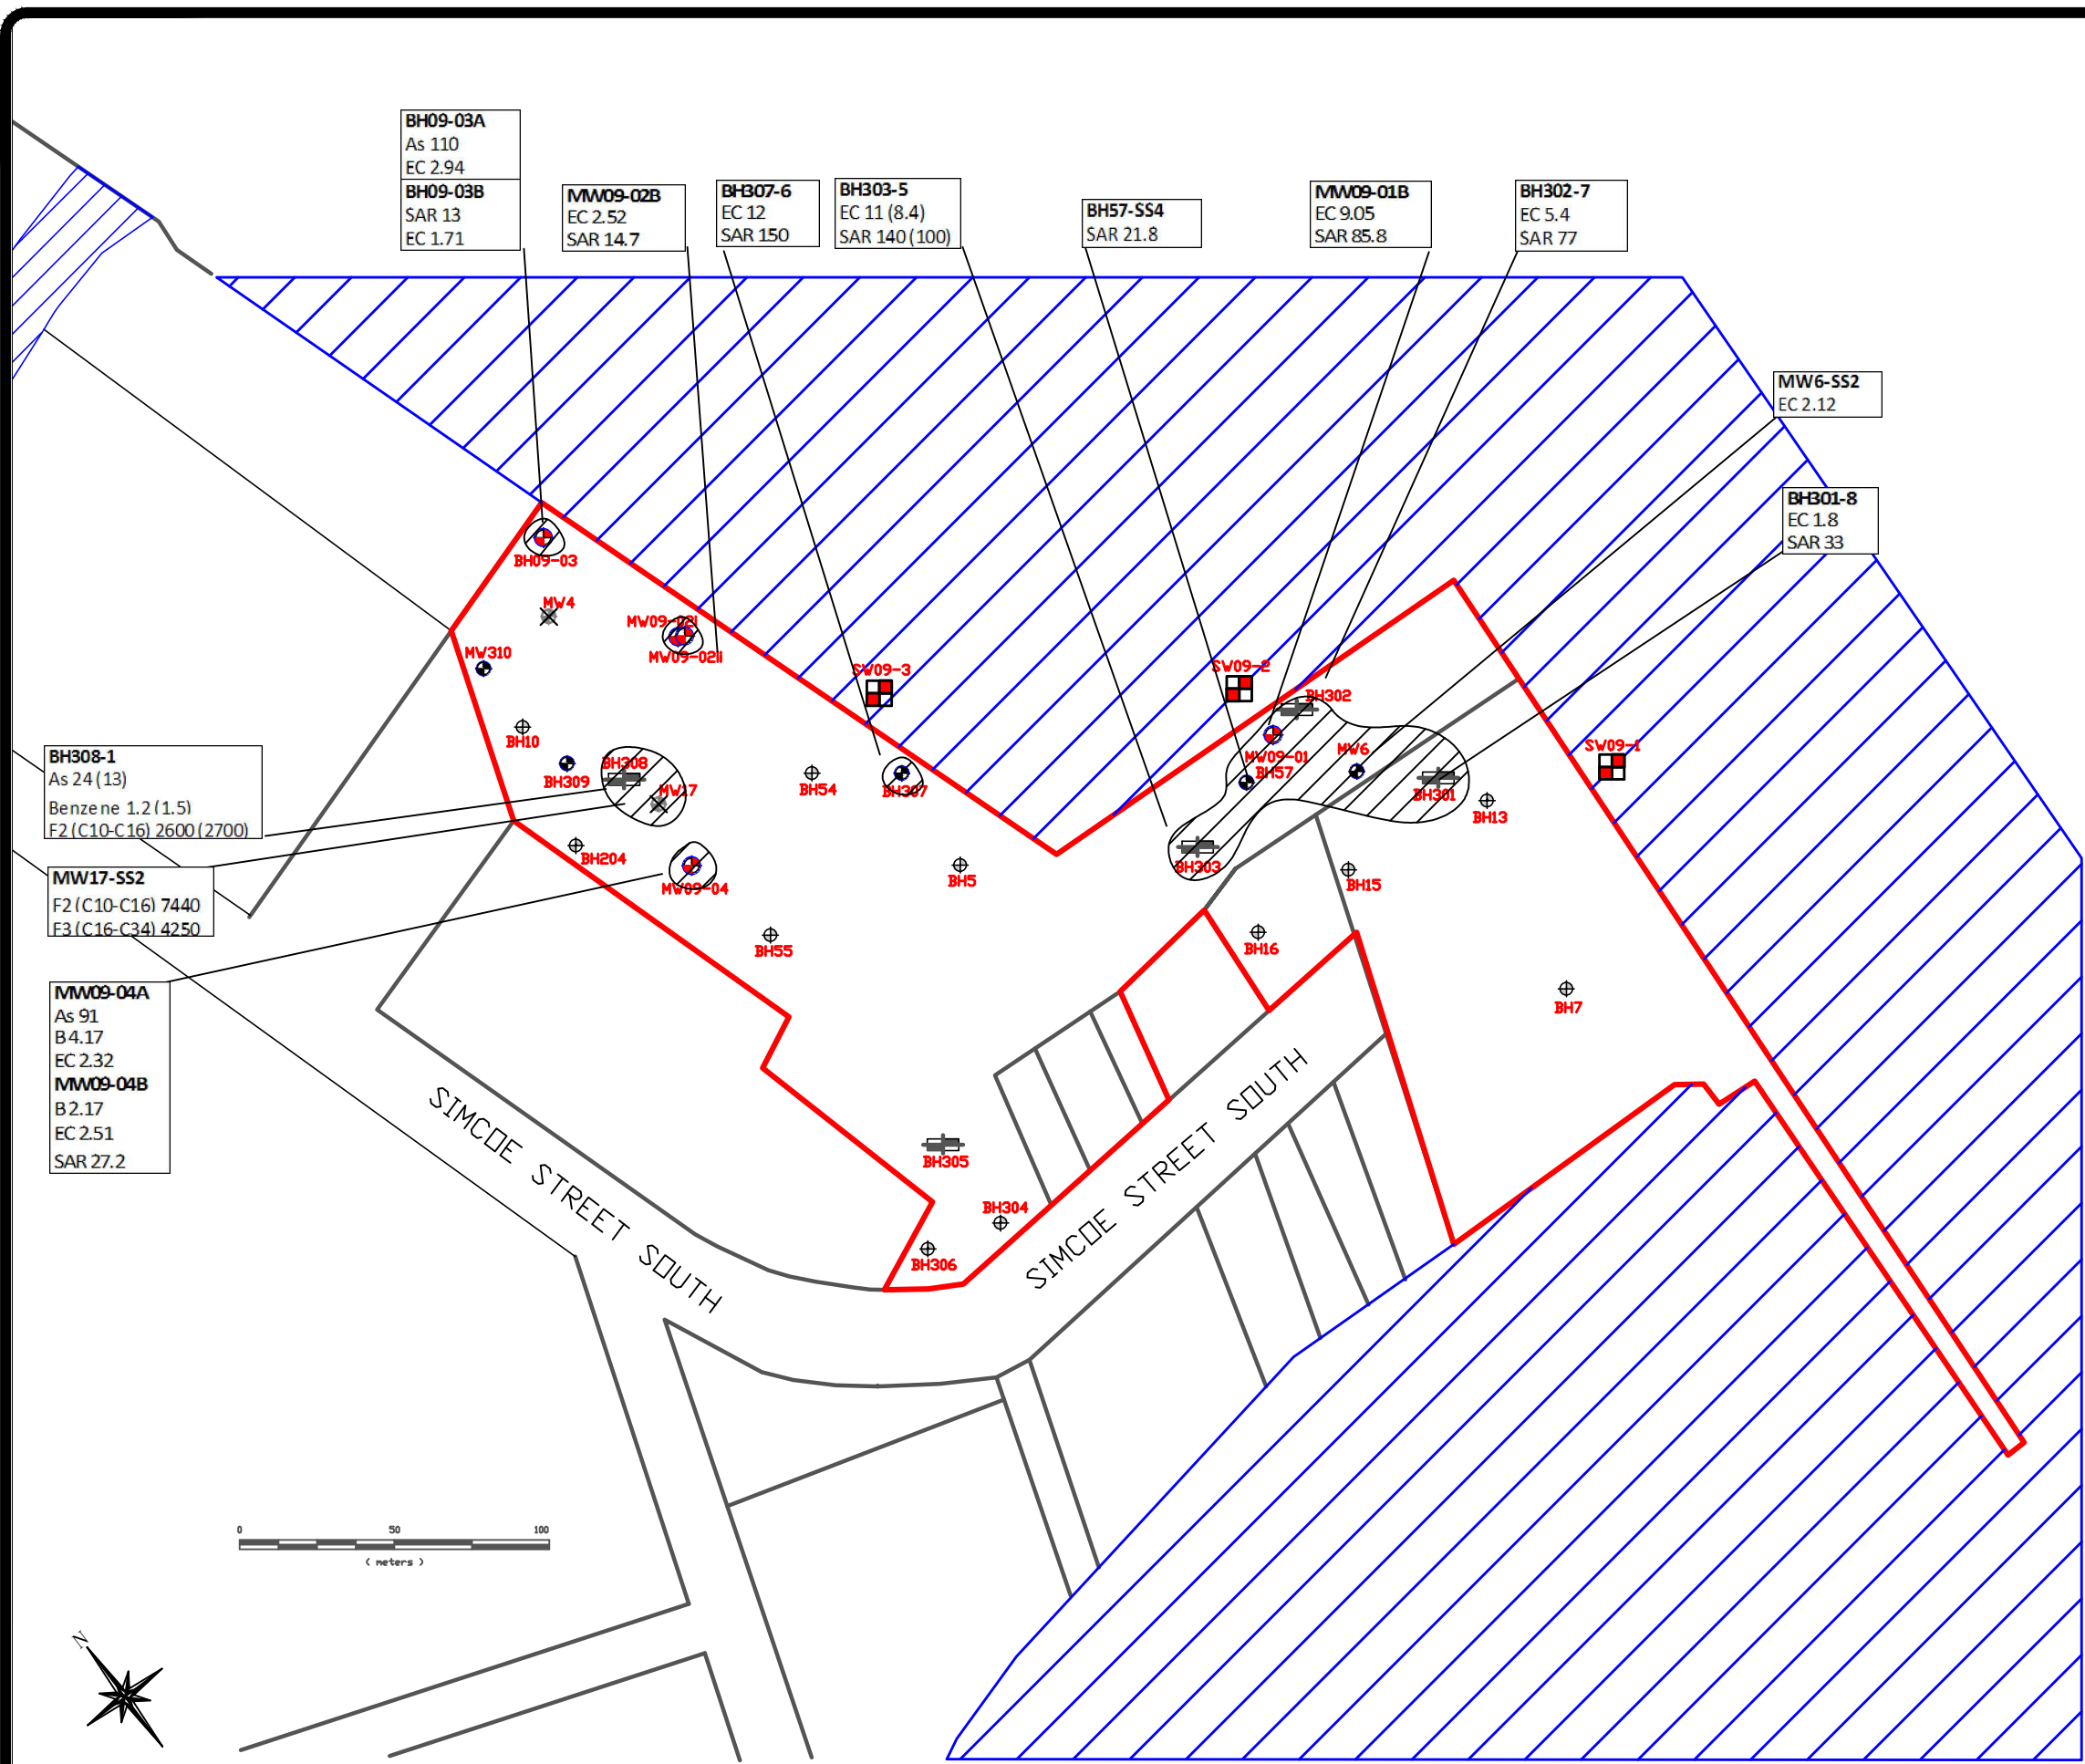 BH09-03A
As 110
EC 2.94
BH09-03B
SAR 13
EC 1.71
MW09-02B
EC 2.52
SAR 14.7
BH307-6
EC 12
SAR 150
BH303-5
EC 11 (8.4)
SAR 140 (100)
BH57-SS4
SAR 21.8
MW09-01B
EC 9.05
SAR 85.8
BH302-7
EC 5.4
SAR 77
MW6-SS2
EC 2.12
BH301-8
EC 1.8
SAR 33
BH09-03
MW4
MW09-02I
MW09-02II
MW310
SW09-3
SW09-2
BH302
BH10
BH308
BH309
MW17
BH54
BH307
MW09-01
MW6
BH57
BH301
SW09-1
BH13
BH308-1
As 24 (13)
Benzene 1.2 (1.5)
F2 (C10-C16) 2600 (2700)
BH204
MW09-04
BH5
BH303
BH15
MW17-SS2
F2 (C10-C16) 7440
F3 (C16-C34) 4250
BH55
BH16
BH7
MW09-04A
As 91
B 4.17
EC 2.32
MW09-04B
B 2.17
EC 2.51
SAR 27.2
SIMCOE STREET SOUTH
SIMCOE STREET SOUTH
BH305
BH304
BH306
0 50 100
( meters )
N